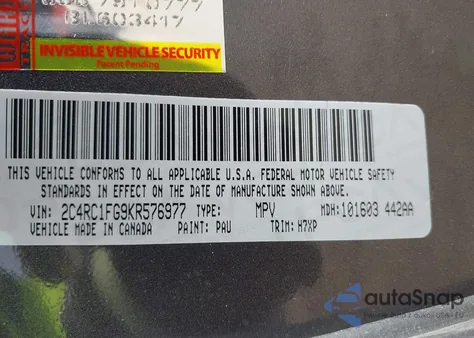 BL603417
INVISIBLE VEHICLE SECURITY
Patent Pending
THIS VEHICLE CONFORMS TO ALL APPLICABLE U.S.A. FEDERAL MOTOR VEHICLE SAFETY
STANDARDS IN EFFECT ON THE DATE OF MANUFACTURE SHOWN ABOVE.
VIN: 2C4RC1FG9KR576977 TYPE: MPV MDH:101603 442AA
VEHICLE MADE IN CANADA PAINT: PAU TRIM: H7XP
autoSnap